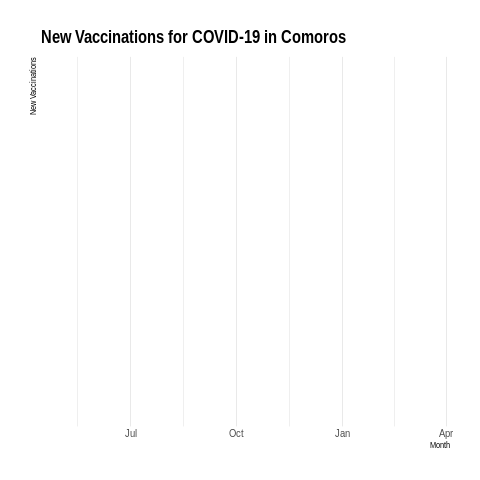 New Vaccinations for COVID-19 in Comoros
New Vaccinations
Jul Oct Jan Apr
Month